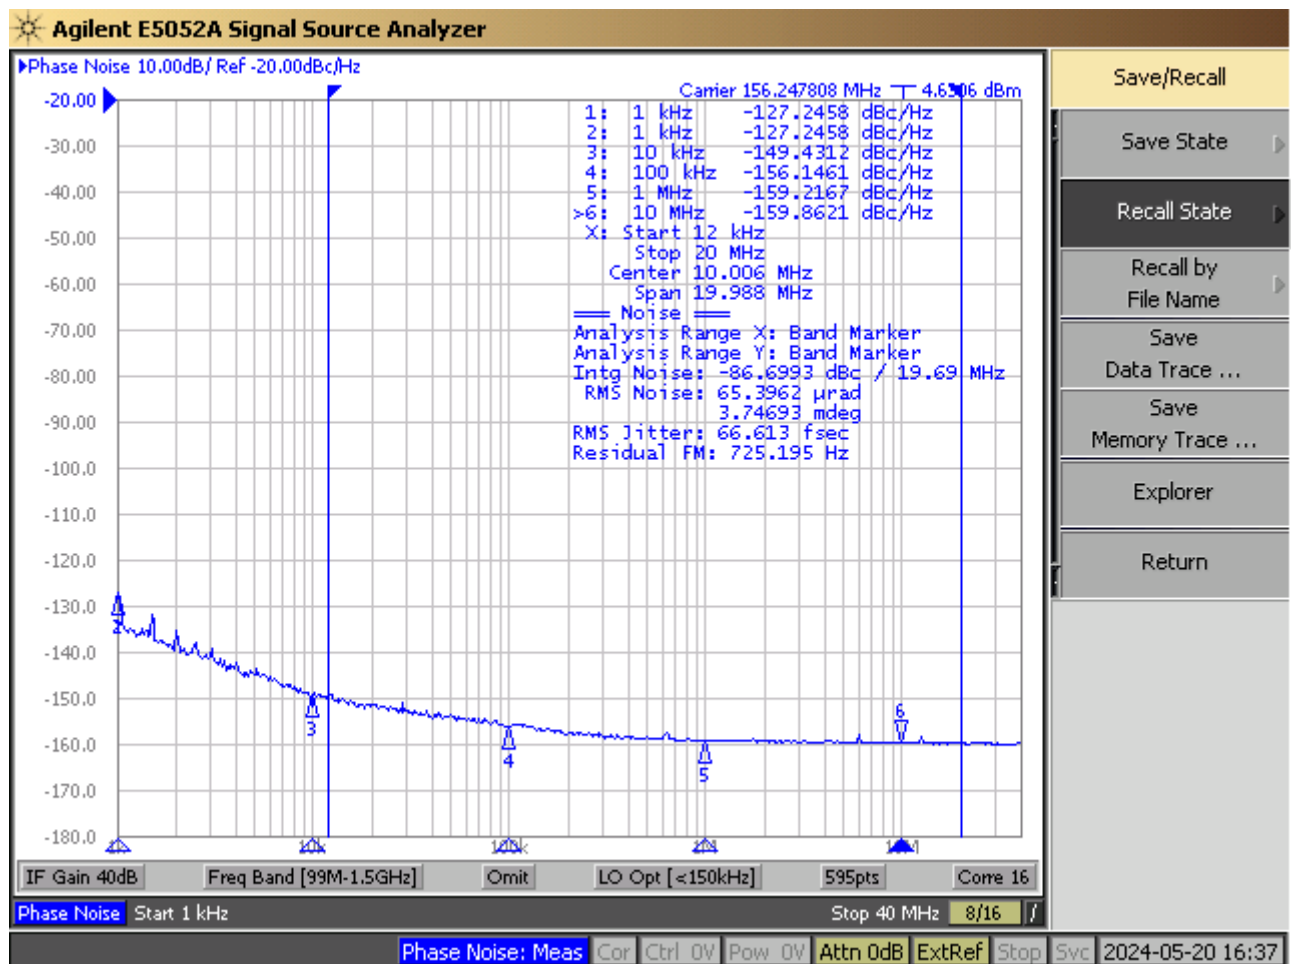 Agilent E5052A Signal Source Analyzer
Phase Noise 10.00dB/ Ref -20.00dBc/Hz
Carrier 156.247808 MHz 4.6306 dBm
-20.00
-30.00
-40.00
-50.00
-60.00
-70.00
-80.00
-90.00
-100.0
-110.0
-120.0
-130.0
-140.0
-150.0
-160.0
-170.0
-180.0
1: 1 kHz -127.2458 dBc/Hz
2: 1 kHz -127.2458 dBc/Hz
3: 10 kHz -149.4312 dBc/Hz
4: 100 kHz -156.1461 dBc/Hz
5: 1 MHz -159.2167 dBc/Hz
>6: 10 MHz -159.8621 dBc/Hz
X: Start 12 kHz
Stop 20 MHz
Center 10.006 MHz
Span 19.988 MHz
Noise
Analysis Range X: Band Marker
Analysis Range Y: Band Marker
Intg Noise: -86.6993 dBc / 19.69 MHz
RMS Noise: 65.3962 µrad
3.74693 mdeg
RMS Jitter: 66.613 fsec
Residual FM: 725.195 Hz
2
3
4
5
6
10k
100k
IF Gain 40dB
Freq Band [99M-1.5GHz]
Omit
LO Opt [<150kHz]
595pts
Corre 16
Phase Noise Start 1 kHz
Stop 40 MHz 8/16
Phase Noise: Meas Cor Ctrl 0V Pow 0V Attn 0dB ExtRef Stop Svc 2024-05-20 16:37
Save/Recall
Save State
Recall State
Recall by
File Name
Save
Data Trace ...
Save
Memory Trace ...
Explorer
Return